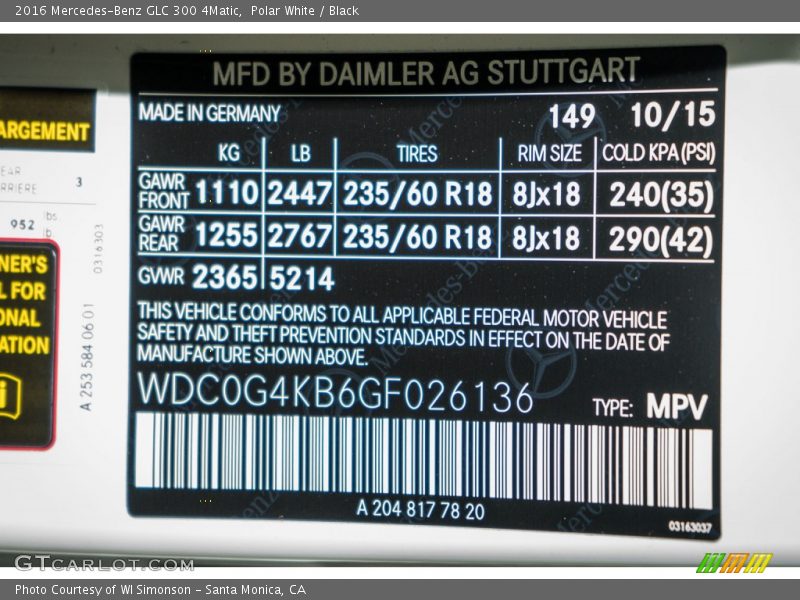 2016 Mercedes-Benz GLC 300 4Matic, Polar White / Black
MFD BY DAIMLER AG STUTTGART
MADE IN GERMANY 149 10/15
KG LB TIRES RIM SIZE COLD KPA (PSI)
GAWR FRONT 1110 2447 235/60 R18 8Jx18 240(35)
GAWR REAR 1255 2767 235/60 R18 8Jx18 290(42)
GVWR 2365 5214
THIS VEHICLE CONFORMS TO ALL APPLICABLE FEDERAL MOTOR VEHICLE
SAFETY AND THEFT PREVENTION STANDARDS IN EFFECT ON THE DATE OF
MANUFACTURE SHOWN ABOVE.
WDC0G4KB6GF026136 TYPE: MPV
A 204 817 78 20
03163037
ARGEMENT
EAR
RRIERE 3
952 lbs
lb
0316303
NER'S
L FOR
ONAL
ATION
A 253 584 06 01
GTCARLOT.COM
Photo Courtesy of WI Simonson - Santa Monica, CA